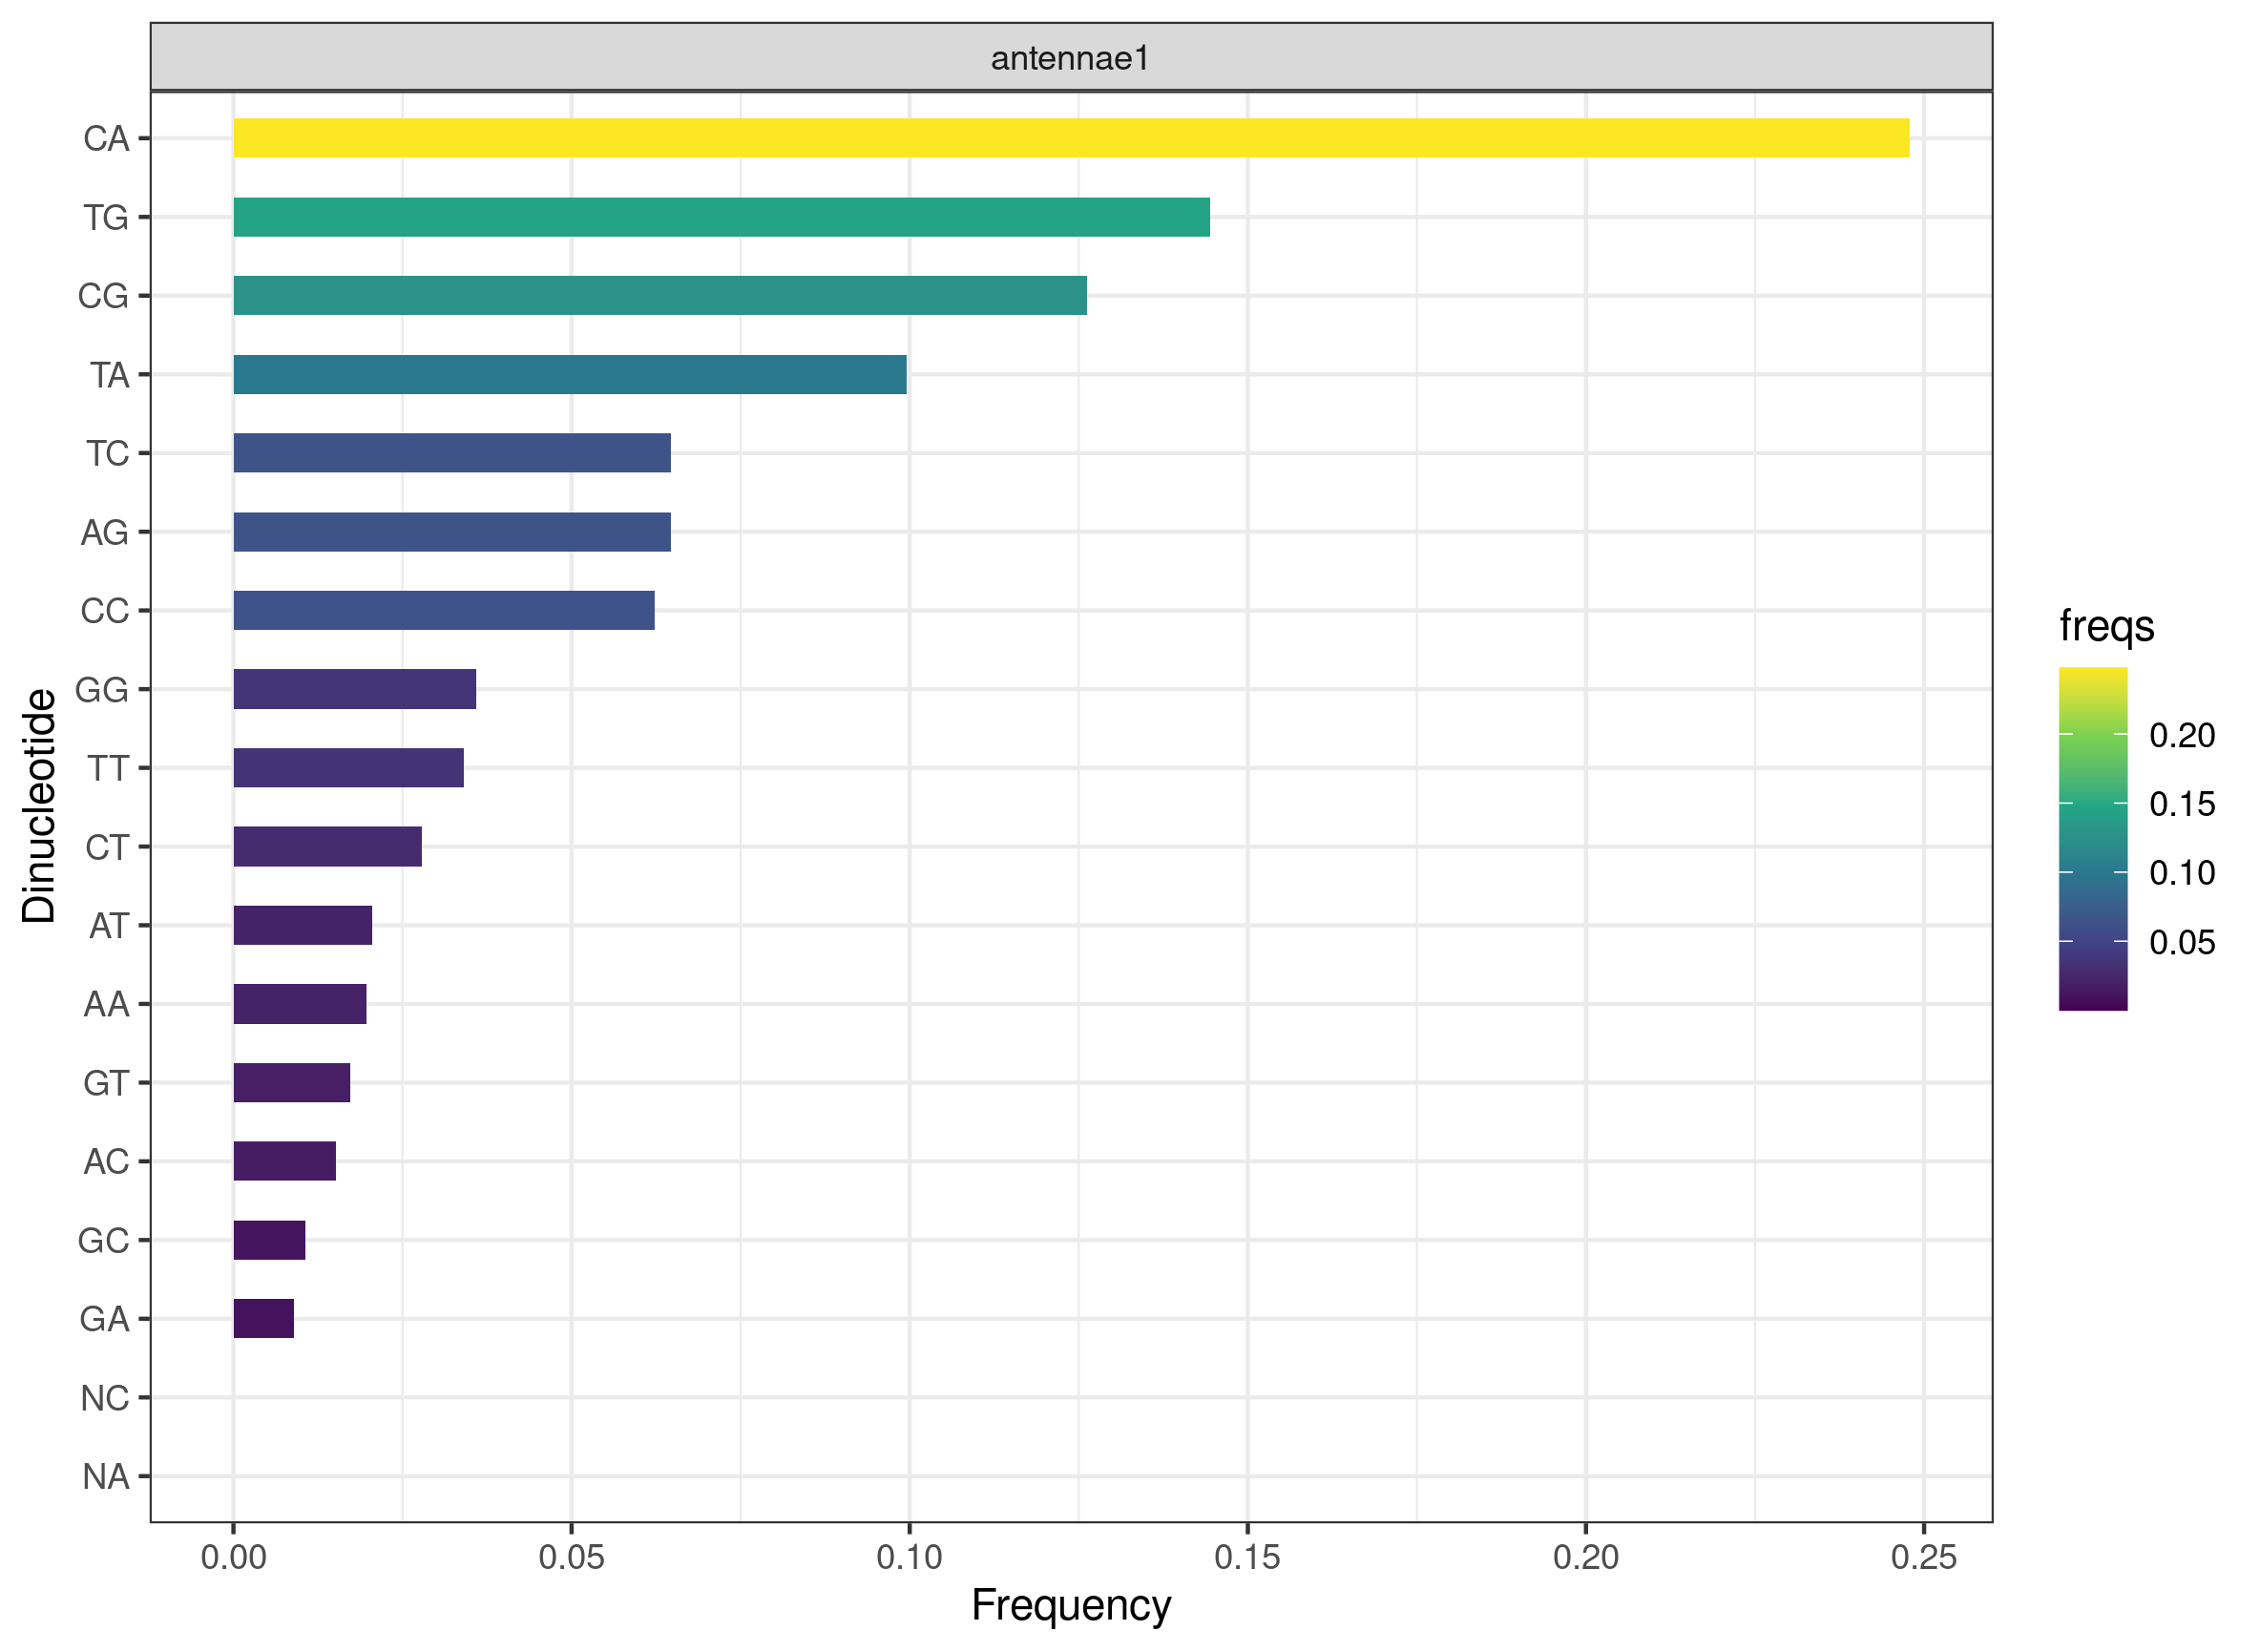 antennae1
CA
TG
CG
TA
TC
AG
CC
GG
TT
CT
AT
AA
GT
AC
GC
GA
NC
NA
Dinucleotide
0.00 0.05 0.10 0.15 0.20 0.25
Frequency
freqs
0.20
0.15
0.10
0.05